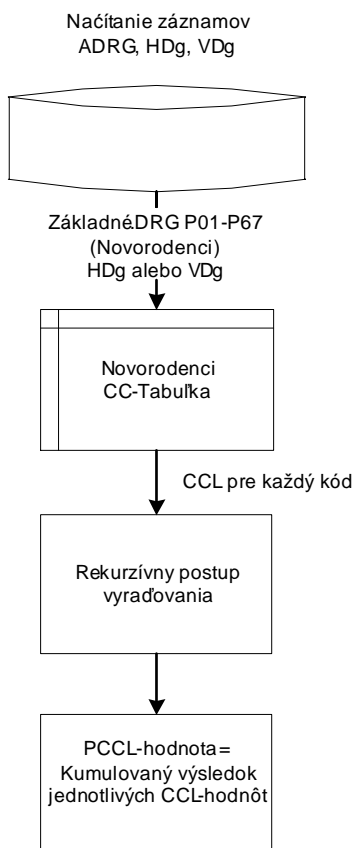 Načítanie záznamov
ADRG, HDg, VDg
Základné DRG P01-P67
(Novorodenci)
HDg alebo VDg
Novorodenci
CC-Tabuľka
CCL pre každý kód
Rekurzívny postup
vyraďovania
PCCL-hodnota=
Kumulovaný výsledok
jednotlivých CCL-hodnôt